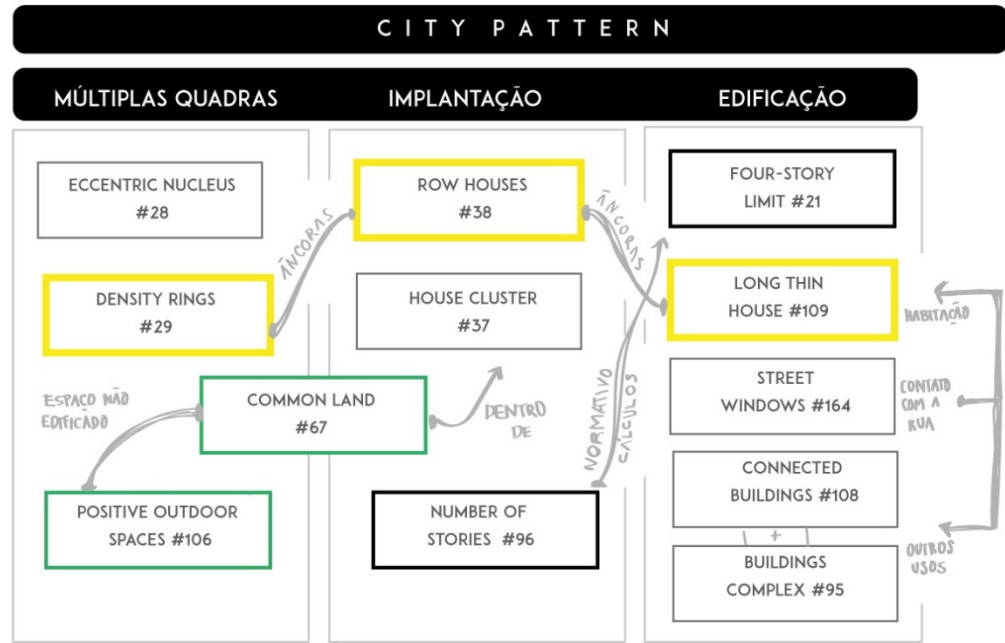 CITY PATTERN
MÚLTIPLAS QUADRAS
IMPLANTAÇÃO
EDIFICAÇÃO
ECCENTRIC NUCLEUS
#28
DENSITY RINGS
#29
ÂNCORAS
ESPAÇO NÃO
EDIFICADO
COMMON LAND
#67
POSITIVE OUTDOOR
SPACES #106
ROW HOUSES
#38
ÂNCORAS
HOUSE CLUSTER
#37
DENTRO
DE
NORMATIVO
CÁLCULOS
NUMBER OF
STORIES #96
FOUR-STORY
LIMIT #21
LONG THIN
HOUSE #109
HABITAÇÃO
STREET
WINDOWS #164
CONTATO
COM A
RUA
CONNECTED
BUILDINGS #108
+
BUILDINGS
COMPLEX #95
OUTROS
USOS